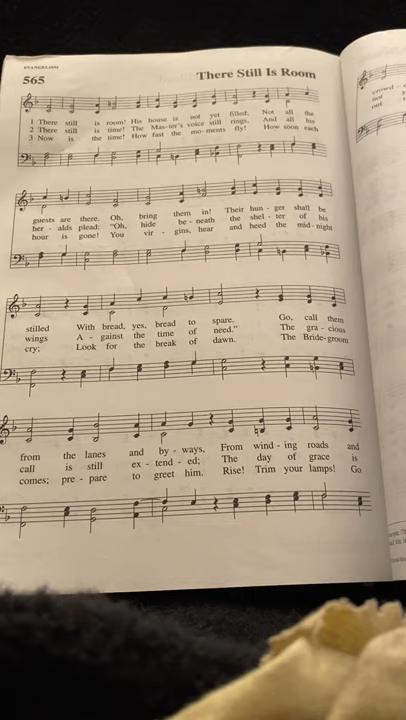 EVANGELISM
565 There Still Is Room
1 There still is room! His house is not yet filled; Not all the
2 There still is time! The Mas-ter's voice still rings, And all his
3 Now is the time! How fast the mo-ments fly! How soon each
guests are there. Oh, bring them in! Their hun-ger shall be
her-alds plead: "Oh, hide be-neath the shel-ter of his
hour is gone! You vir-gins, hear and heed the mid-night
stilled With bread, yes, bread to spare. Go, call them
wings A-gainst the time of need." The gra-cious
cry; Look for the break of dawn. The Bride-groom
from the lanes and by-ways, From wind-ing roads and
call is still ex-tend-ed; The day of grace is
comes; pre-pare to greet him. Rise! Trim your lamps! Go
crowd-
not
out